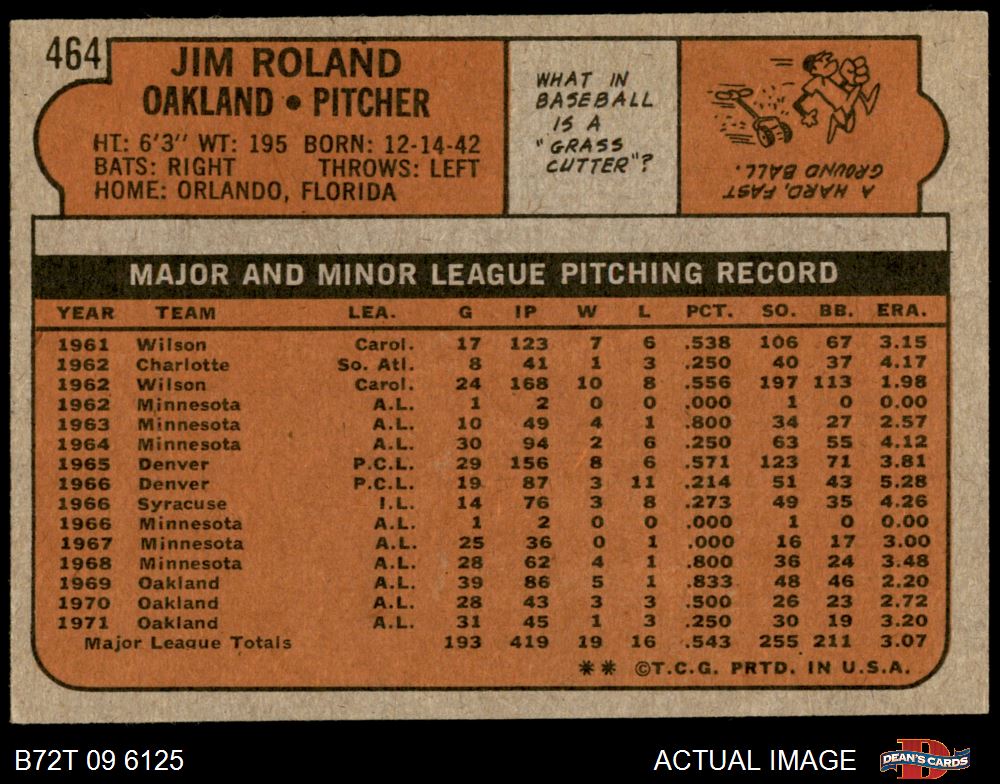 464
JIM ROLAND
OAKLAND • PITCHER
HT: 6'3" WT: 195 BORN: 12-14-42
BATS: RIGHT THROWS: LEFT
HOME: ORLANDO, FLORIDA
WHAT IN
BASEBALL
IS A
"GRASS
CUTTER"?
A HARD, FAST
GROUND BALL.
MAJOR AND MINOR LEAGUE PITCHING RECORD
YEAR TEAM LEA. G IP W L PCT. SO. BB. ERA.
1961 Wilson Carol. 17 123 7 6 .538 106 67 3.15
1962 Charlotte So. Atl. 8 41 1 3 .250 40 37 4.17
1962 Wilson Carol. 24 168 10 8 .556 197 113 1.98
1962 Minnesota A.L. 1 2 0 0 .000 1 0 0.00
1963 Minnesota A.L. 10 49 4 1 .800 34 27 2.57
1964 Minnesota A.L. 30 94 2 6 .250 63 55 4.12
1965 Denver P.C.L. 29 156 8 6 .571 123 71 3.81
1966 Denver P.C.L. 19 87 3 11 .214 51 43 5.28
1966 Syracuse I.L. 14 76 3 8 .273 49 35 4.26
1966 Minnesota A.L. 1 2 0 0 .000 1 0 0.00
1967 Minnesota A.L. 25 36 0 1 .000 16 17 3.00
1968 Minnesota A.L. 28 62 4 1 .800 36 24 3.48
1969 Oakland A.L. 39 86 5 1 .833 48 46 2.20
1970 Oakland A.L. 28 43 3 3 .500 26 23 2.72
1971 Oakland A.L. 31 45 1 3 .250 30 19 3.20
Major League Totals 193 419 19 16 .543 255 211 3.07
** ©T.C.G. PRTD. IN U.S.A.
B72T 09 6125 ACTUAL IMAGE D DEAN'S CARDS